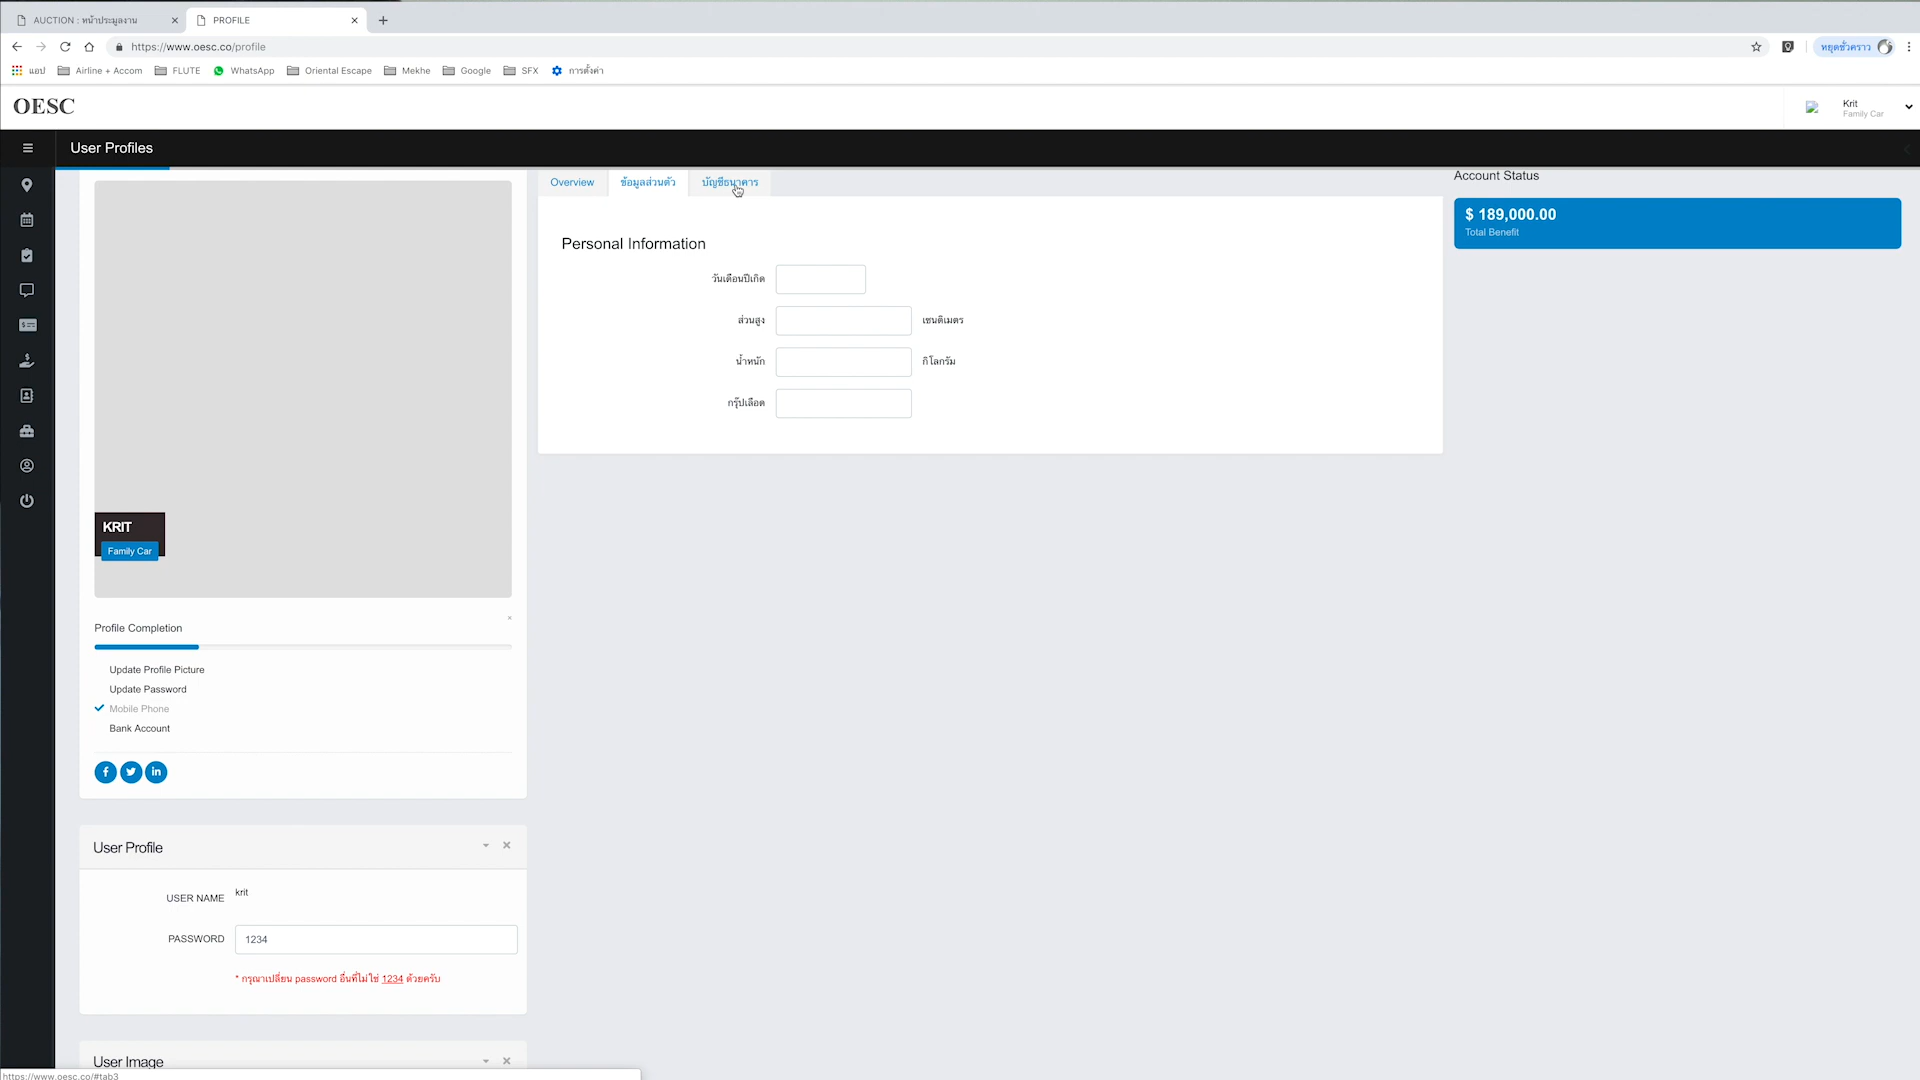 AUCTION : หน้าประมูลงาน
PROFILE
https://www.oesc.co/profile
หยุดชั่วคราว
แอป
Airline + Accom
FLUTE
WhatsApp
Oriental Escape
Mekhe
Google
SFX
การตั้งค่า
OESC
Krit
Family Car
User Profiles
Overview
ข้อมูลส่วนตัว
บัญชีธนาคาร
Account Status
$ 189,000.00
Total Benefit
Personal Information
วันเดือนปีเกิด
ส่วนสูง
เซนติเมตร
น้ำหนัก
กิโลกรัม
กรุ๊ปเลือด
KRIT
Family Car
Profile Completion
Update Profile Picture
Update Password
Mobile Phone
Bank Account
User Profile
USER NAME
krit
PASSWORD
1234
* กรุณาเปลี่ยน password อื่นที่ไม่ใช่ 1234 ด้วยครับ
User Image
https://www.oesc.co/#tab3